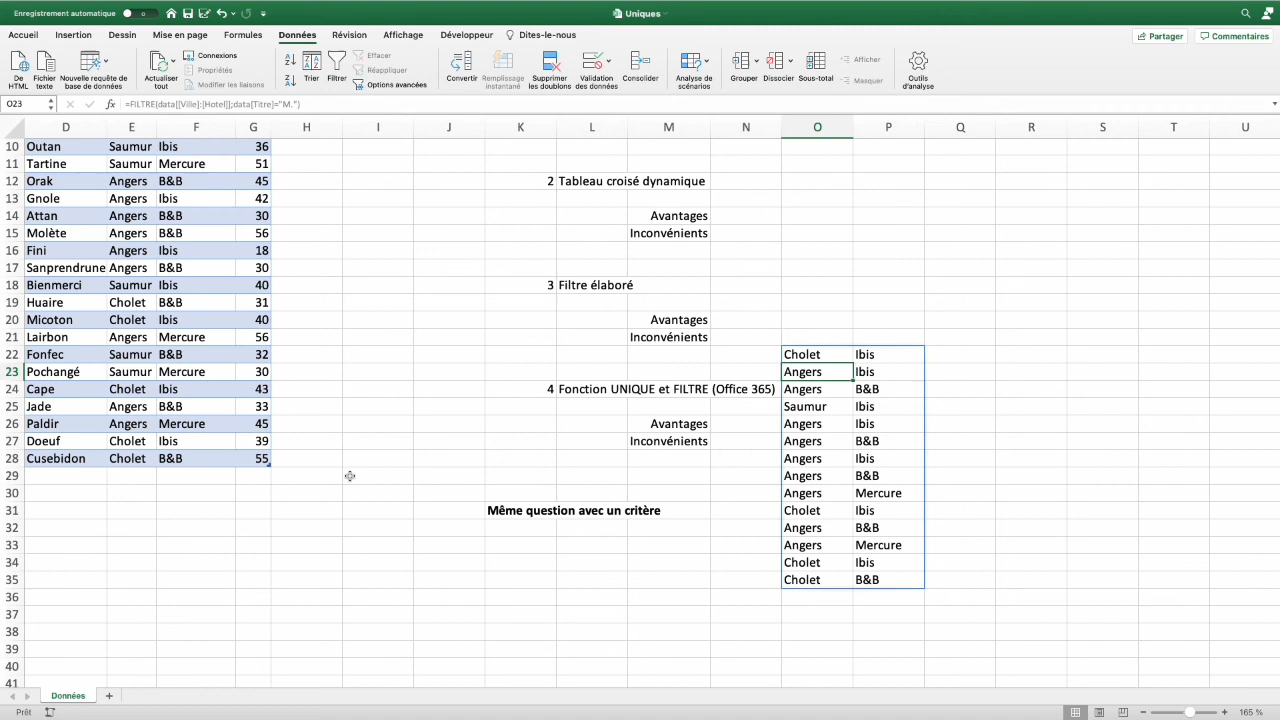 Enregistrement automatique
Uniques
Accueil Insertion Dessin Mise en page Formules Données Révision Affichage Développeur Dites-le-nous Partager Commentaires
De HTML
Fichier texte
Nouvelle requête de base de données
Actualiser tout
Connexions
Propriétés
Modifier les liaisons
Trier
Filtrer
Effacer
Réappliquer
Options avancées
Convertir
Remplissage instantané
Supprimer les doublons
Validation des données
Consolider
Analyse de scénarios
Grouper
Dissocier
Sous-total
Afficher
Masquer
Outils d'analyse
O23 fx =FILTRE(data[[Ville]:[Hotel]];data[Titre]="M.")
D E F G H I J K L M N O P Q R S T U
10 Outan Saumur Ibis 36
11 Tartine Saumur Mercure 51
12 Orak Angers B&B 45 2 Tableau croisé dynamique
13 Gnole Angers Ibis 42
14 Attan Angers B&B 30 Avantages
15 Molète Angers B&B 56 Inconvénients
16 Fini Angers Ibis 18
17 Sanprendrune Angers B&B 30
18 Bienmerci Saumur Ibis 40 3 Filtre élaboré
19 Huaire Cholet B&B 31
20 Micoton Cholet Ibis 40 Avantages
21 Lairbon Angers Mercure 56 Inconvénients
22 Fonfec Saumur B&B 32 Cholet Ibis
23 Pochangé Saumur Mercure 30 Angers Ibis
24 Cape Cholet Ibis 43 4 Fonction UNIQUE et FILTRE (Office 365) Angers B&B
25 Jade Angers B&B 33 Saumur Ibis
26 Paldir Angers Mercure 45 Avantages Angers Ibis
27 Doeuf Cholet Ibis 39 Inconvénients Angers B&B
28 Cusebidon Cholet B&B 55 Angers Ibis
29 Angers B&B
30 Angers Mercure
31 Même question avec un critère Cholet Ibis
32 Angers B&B
33 Angers Mercure
34 Cholet Ibis
35 Cholet B&B
36
37
38
39
40
41
Données
Prêt 165 %